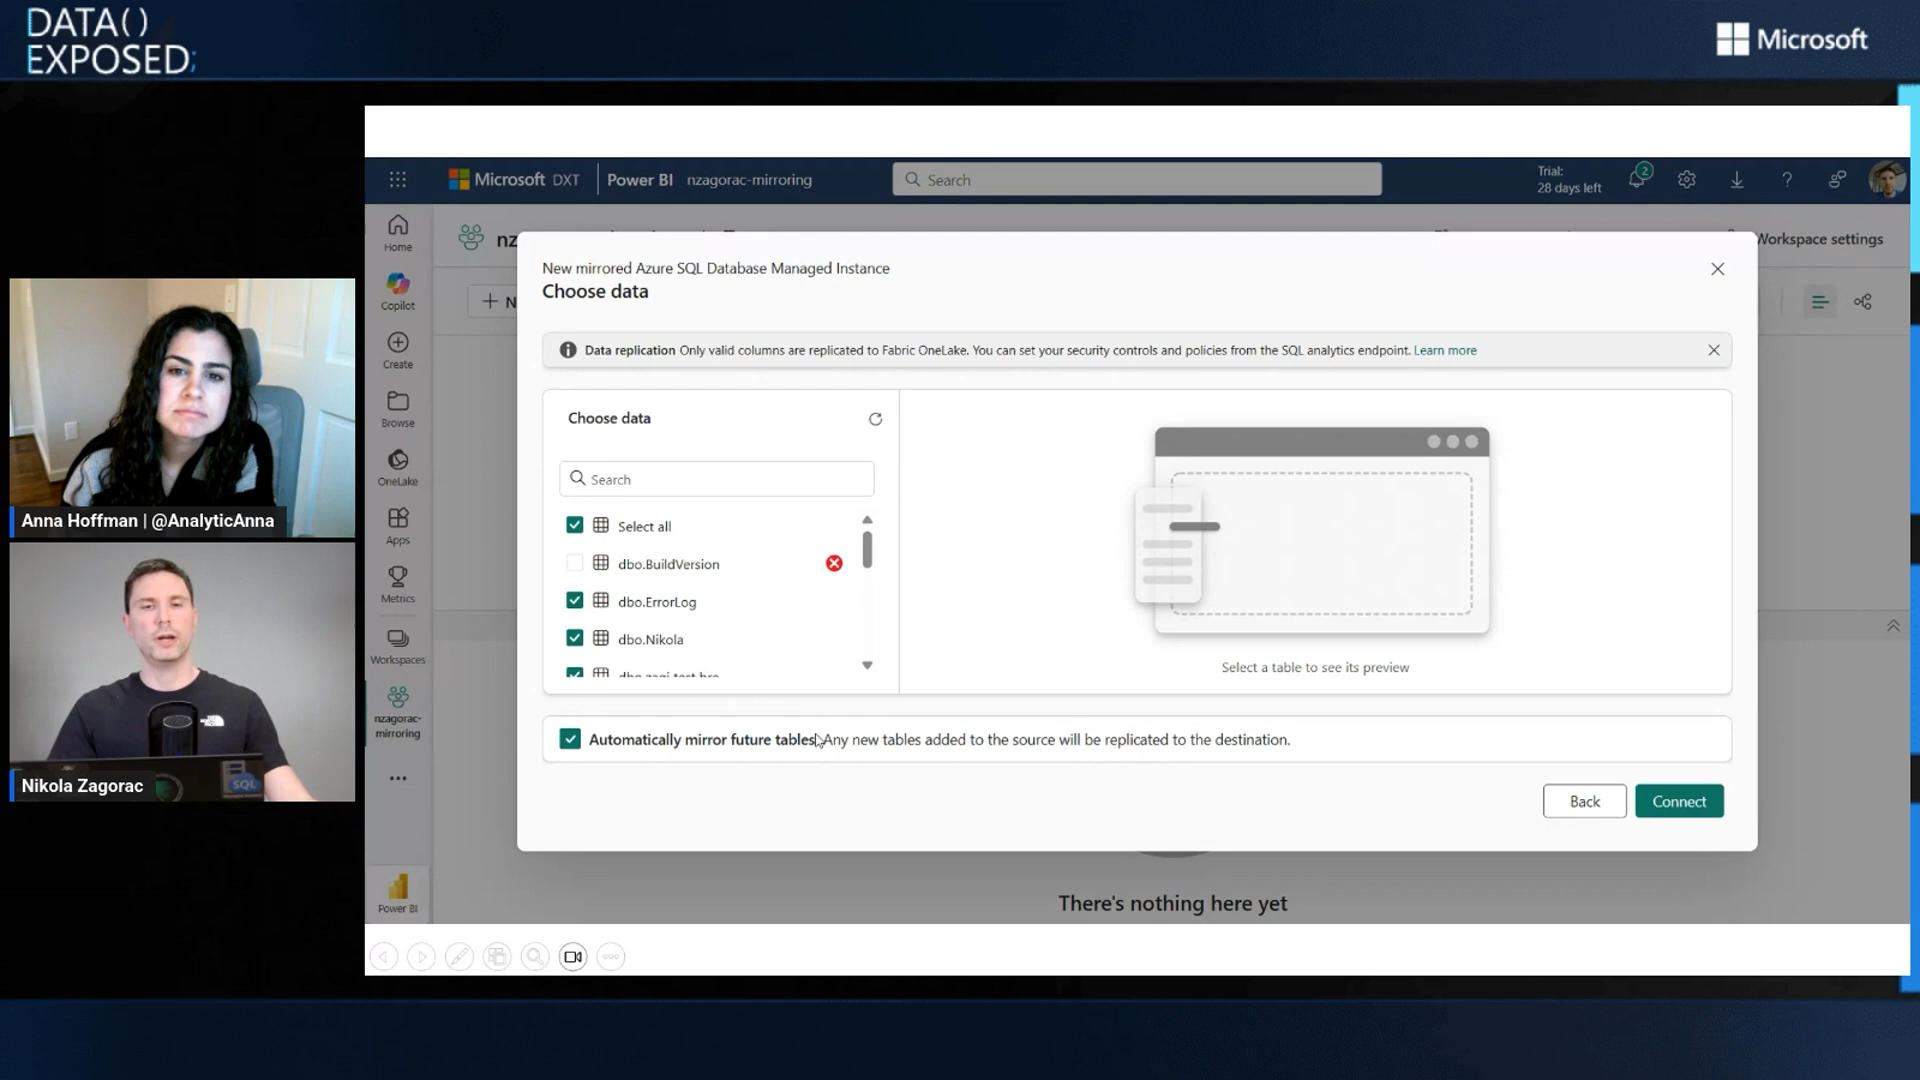 DATA()
EXPOSED;
Microsoft
Microsoft DXT
Power BI
nzagorac-mirroring
Search
Trial:
28 days left
2
?
Home
Copilot
Create
Browse
OneLake
Apps
Metrics
Workspaces
nzagorac-
mirroring
Power BI
nz
N
Workspace settings
New mirrored Azure SQL Database Managed Instance
Choose data
Data replication Only valid columns are replicated to Fabric OneLake. You can set your security controls and policies from the SQL analytics endpoint. Learn more
Choose data
Search
Select all
dbo.BuildVersion
dbo.ErrorLog
dbo.Nikola
Select a table to see its preview
Automatically mirror future tables. Any new tables added to the source will be replicated to the destination.
Back
Connect
There's nothing here yet
Anna Hoffman | @AnalyticAnna
SQL
Nikola Zagorac